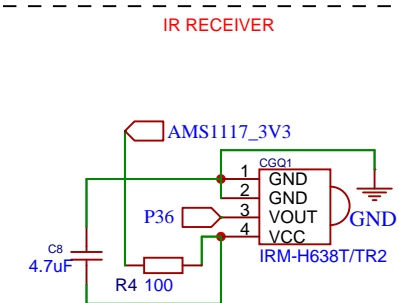 IR RECEIVER
AMS1117_3V3
CGQ1
1 GND
2 GND
P36 3 VOUT GND
4 VCC
C8
4.7uF
IRM-H638T/TR2
R4 100